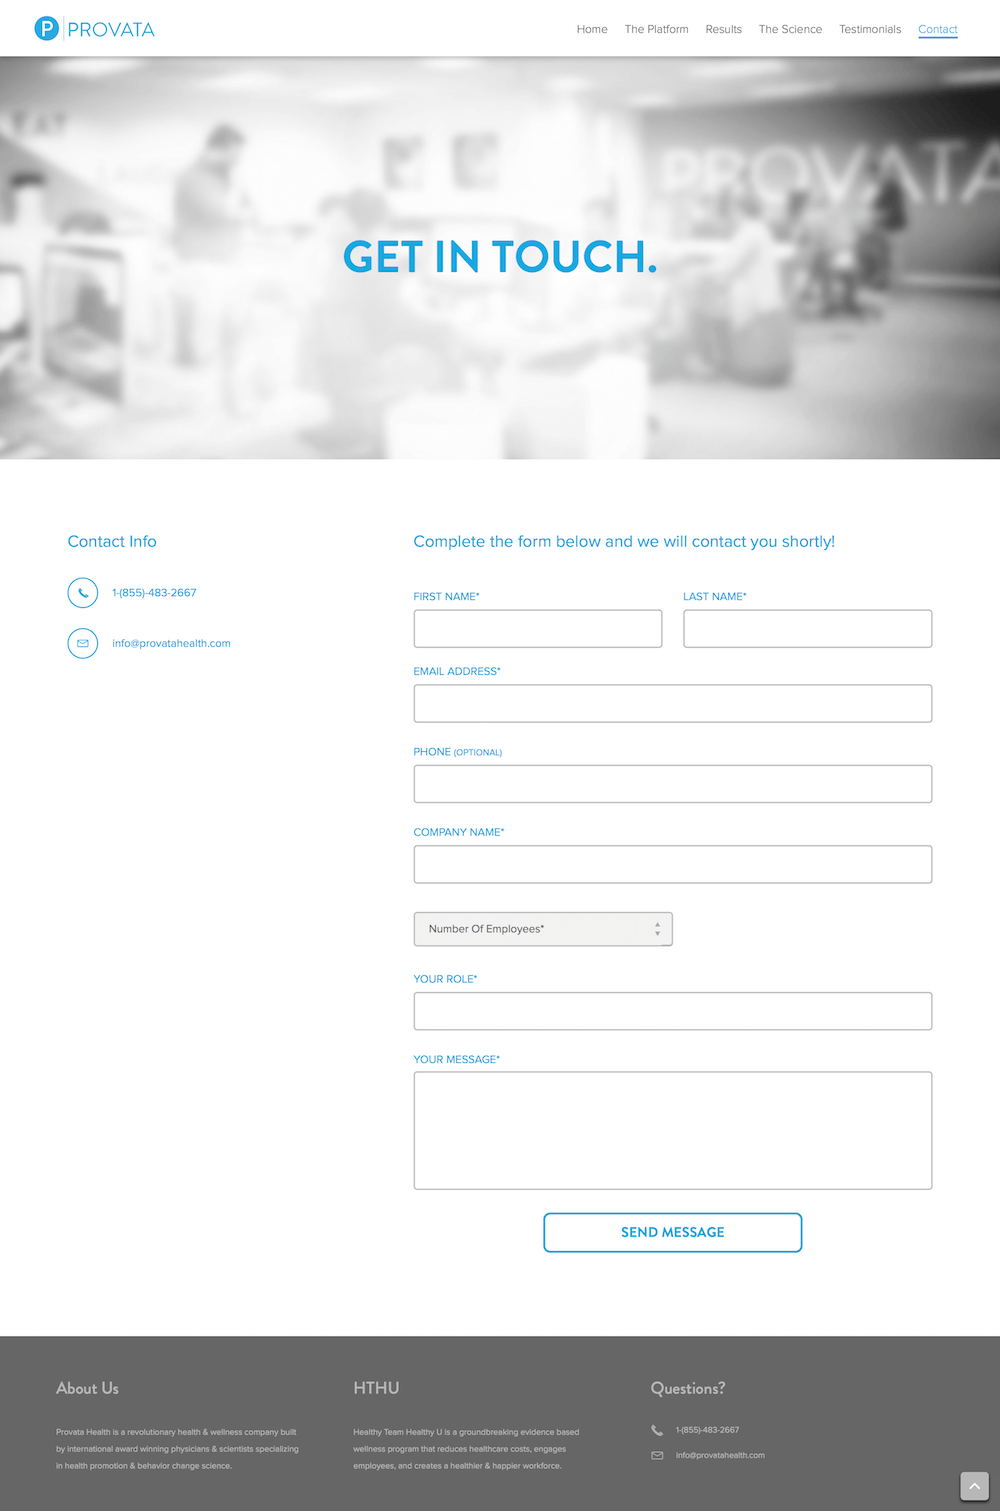 P PROVATA
Home The Platform Results The Science Testimonials Contact
EAT
PROVATA
GET IN TOUCH.
Contact Info
1-(855)-483-2667
info@provatahealth.com
Complete the form below and we will contact you shortly!
FIRST NAME* LAST NAME*
EMAIL ADDRESS*
PHONE (OPTIONAL)
COMPANY NAME*
Number Of Employees*
YOUR ROLE*
YOUR MESSAGE*
SEND MESSAGE
About Us
Provata Health is a revolutionary health & wellness company built
by international award winning physicians & scientists specializing
in health promotion & behavior change science.
HTHU
Healthy Team Healthy U is a groundbreaking evidence based
wellness program that reduces healthcare costs, engages
employees, and creates a healthier & happier workforce.
Questions?
1-(855)-483-2667
info@provatahealth.com